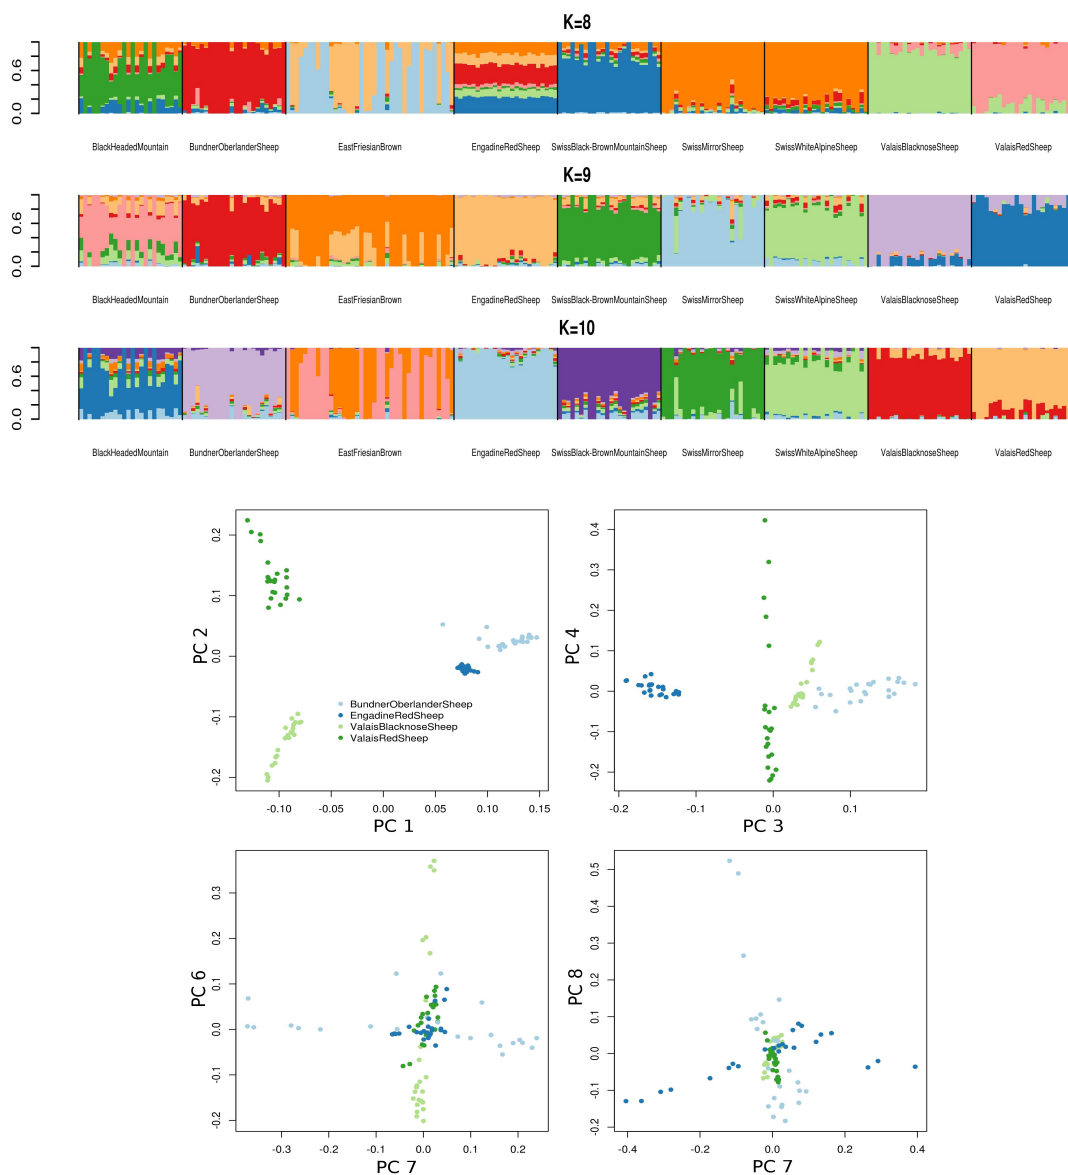 K=8
0.6
0.0
BlackHeadedMountain BundnerOberlanderSheep EastFriesianBrown EngadineRedSheep SwissBlack-BrownMountainSheep SwissMirrorSheep SwissWhiteAlpineSheep ValaisBlacknoseSheep ValaisRedSheep
K=9
0.6
0.0
BlackHeadedMountain BundnerOberlanderSheep EastFriesianBrown EngadineRedSheep SwissBlack-BrownMountainSheep SwissMirrorSheep SwissWhiteAlpineSheep ValaisBlacknoseSheep ValaisRedSheep
K=10
0.6
0.0
BlackHeadedMountain BundnerOberlanderSheep EastFriesianBrown EngadineRedSheep SwissBlack-BrownMountainSheep SwissMirrorSheep SwissWhiteAlpineSheep ValaisBlacknoseSheep ValaisRedSheep
PC 2
0.2
0.1
0.0
-0.1
-0.2
BundnerOberlanderSheep
EngadineRedSheep
ValaisBlacknoseSheep
ValaisRedSheep
-0.10 -0.05 0.00 0.05 0.10 0.15
PC 1
PC 4
0.4
0.3
0.2
0.1
0.0
-0.1
-0.2
-0.2 -0.1 0.0 0.1
PC 3
PC 6
0.3
0.2
0.1
0.0
-0.1
-0.2
-0.3 -0.2 -0.1 0.0 0.1 0.2
PC 7
PC 8
0.5
0.4
0.3
0.2
0.1
0.0
-0.1
-0.2
-0.4 -0.2 0.0 0.2 0.4
PC 7